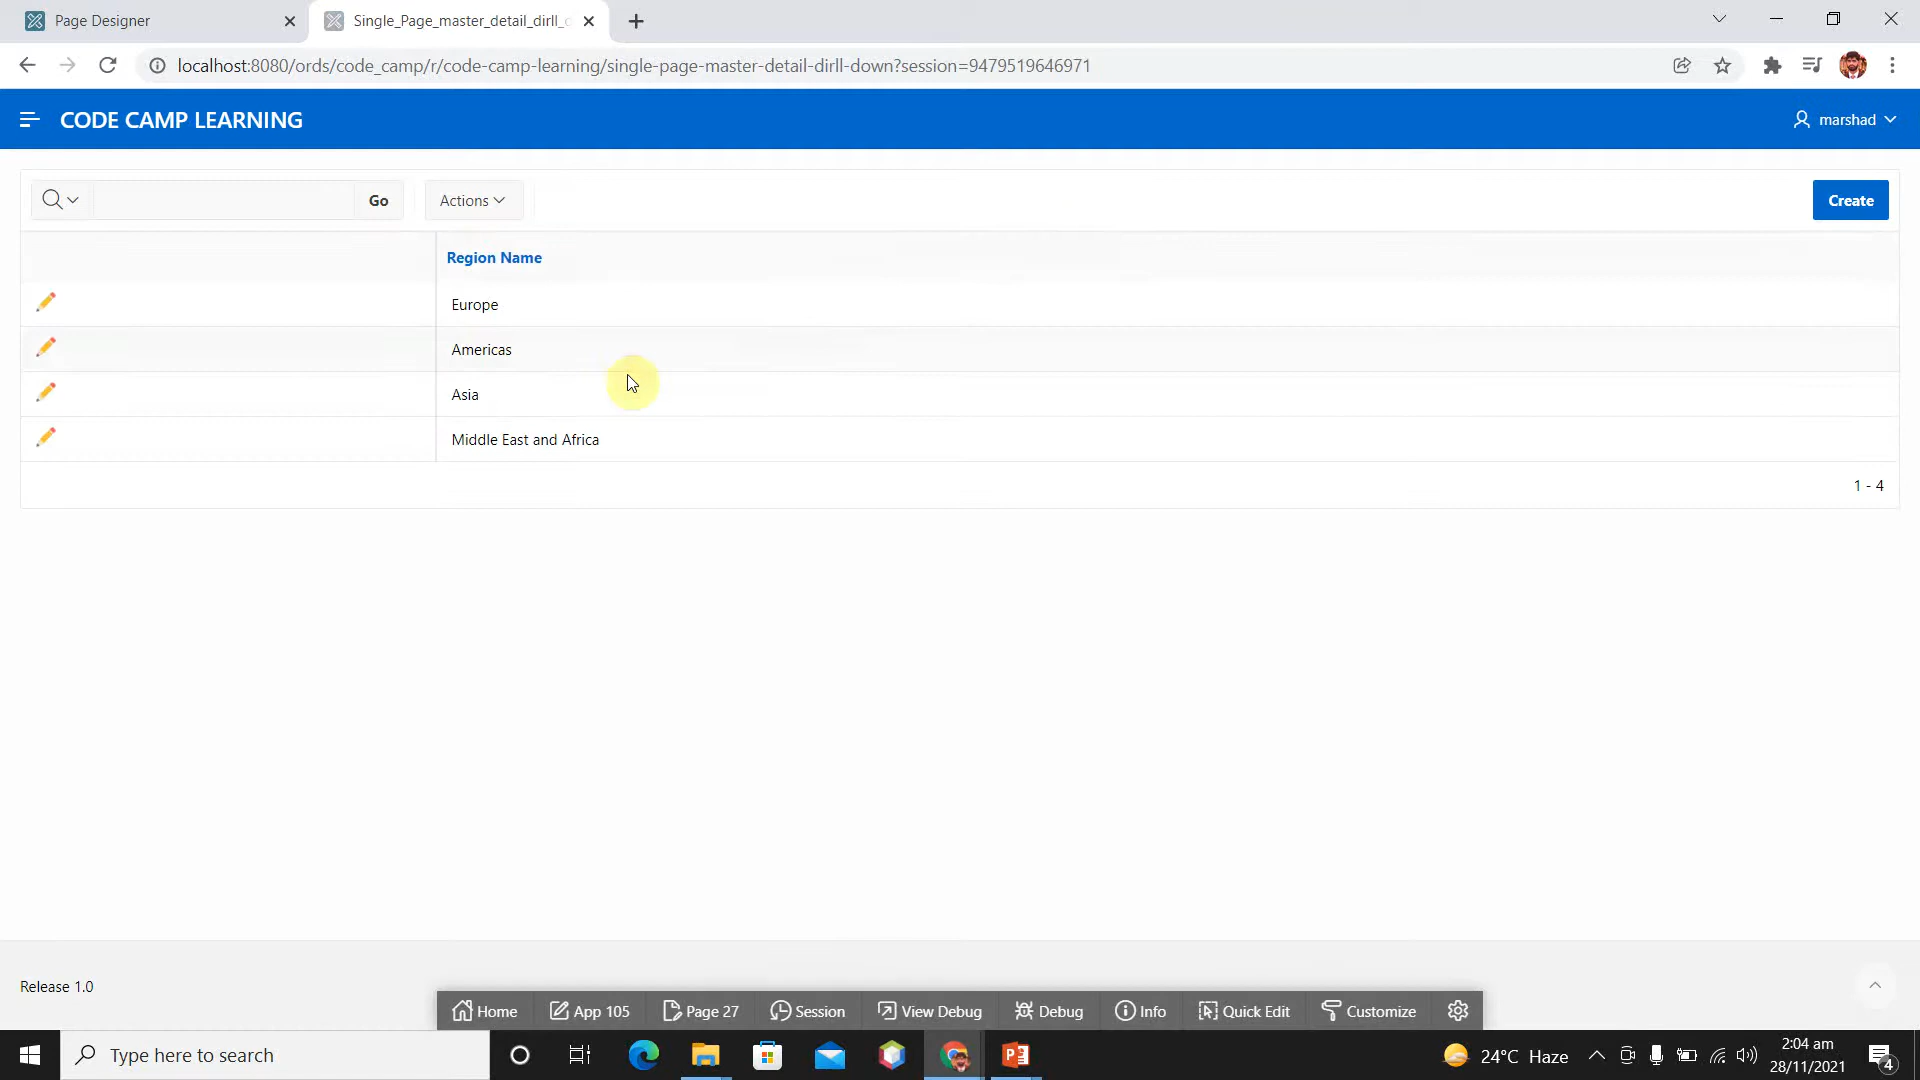 Page Designer
Single_Page_master_detail_dirll_
localhost:8080/ords/code_camp/r/code-camp-learning/single-page-master-detail-dirll-down?session=9479519646971
CODE CAMP LEARNING
marshad
Go
Actions
Create
Region Name
Europe
Americas
Asia
Middle East and Africa
1 - 4
Release 1.0
Home
App 105
Page 27
Session
View Debug
Debug
Info
Quick Edit
Customize
Type here to search
24°C Haze
2:04 am
28/11/2021
4